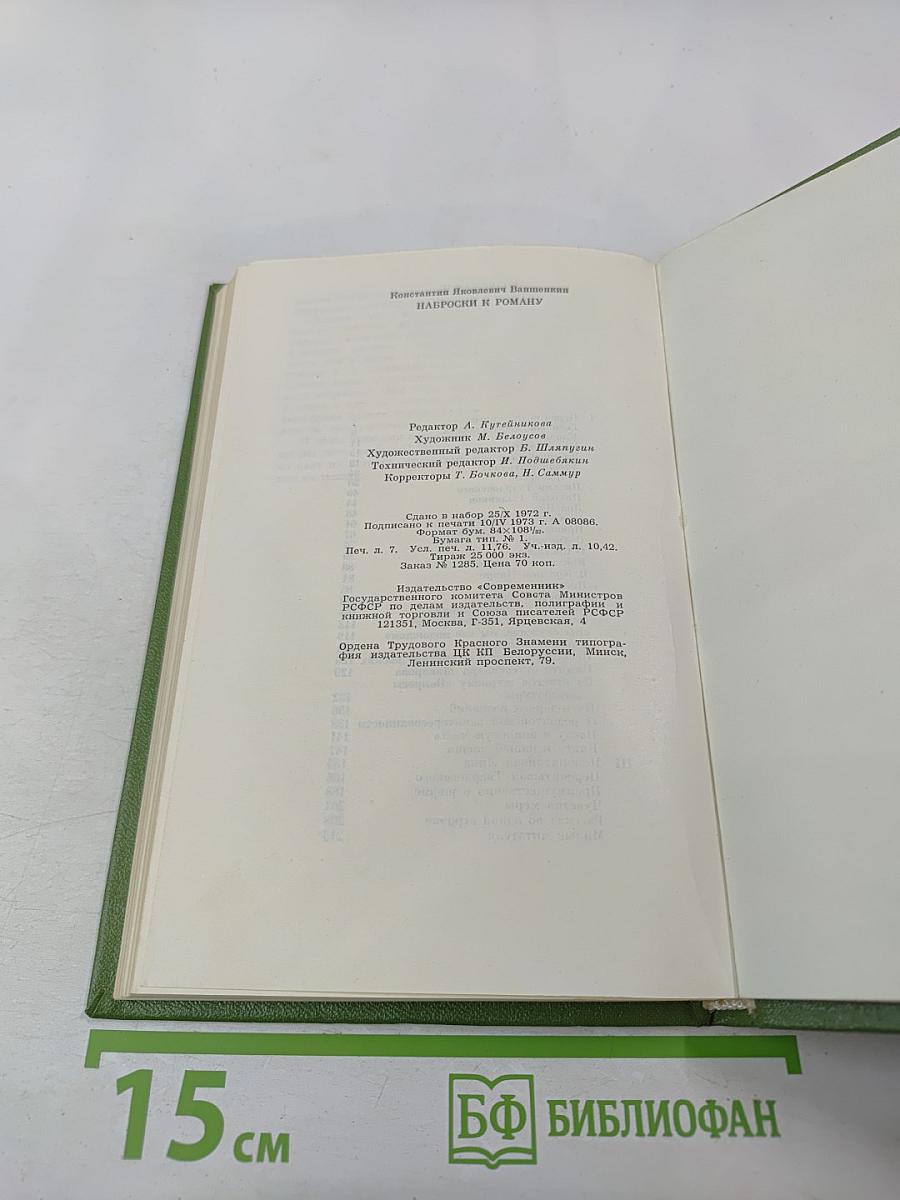 Константин Яковлевич Ваншенкин
НАБРОСКИ К РОМАНУ
Редактор А. Кутейникова
Художник М. Белоусов
Художественный редактор Б. Шляпугин
Технический редактор И. Подшебякин
Корректоры Т. Бочкова, Н. Саммур
Сдано в набор 25/X 1972 г.
Подписано к печати 10/IV 1973 г. А 08086.
Формат бум. 84×108¹/₃₂.
Бумага тип. № 1.
Печ. л. 7. Усл. печ. л. 11,76. Уч.-изд. л. 10,42.
Тираж 25 000 экз.
Заказ № 1285. Цена 70 коп.
Издательство «Современник»
Государственного комитета Совета Министров
РСФСР по делам издательств, полиграфии и
книжной торговли и Союза писателей РСФСР
121351, Москва, Г-351, Ярцевская, 4
Ордена Трудового Красного Знамени типогра-
фия издательства ЦК КП Белоруссии, Минск,
Ленинский проспект, 79.
15 см
БФ БИБЛИОФАН